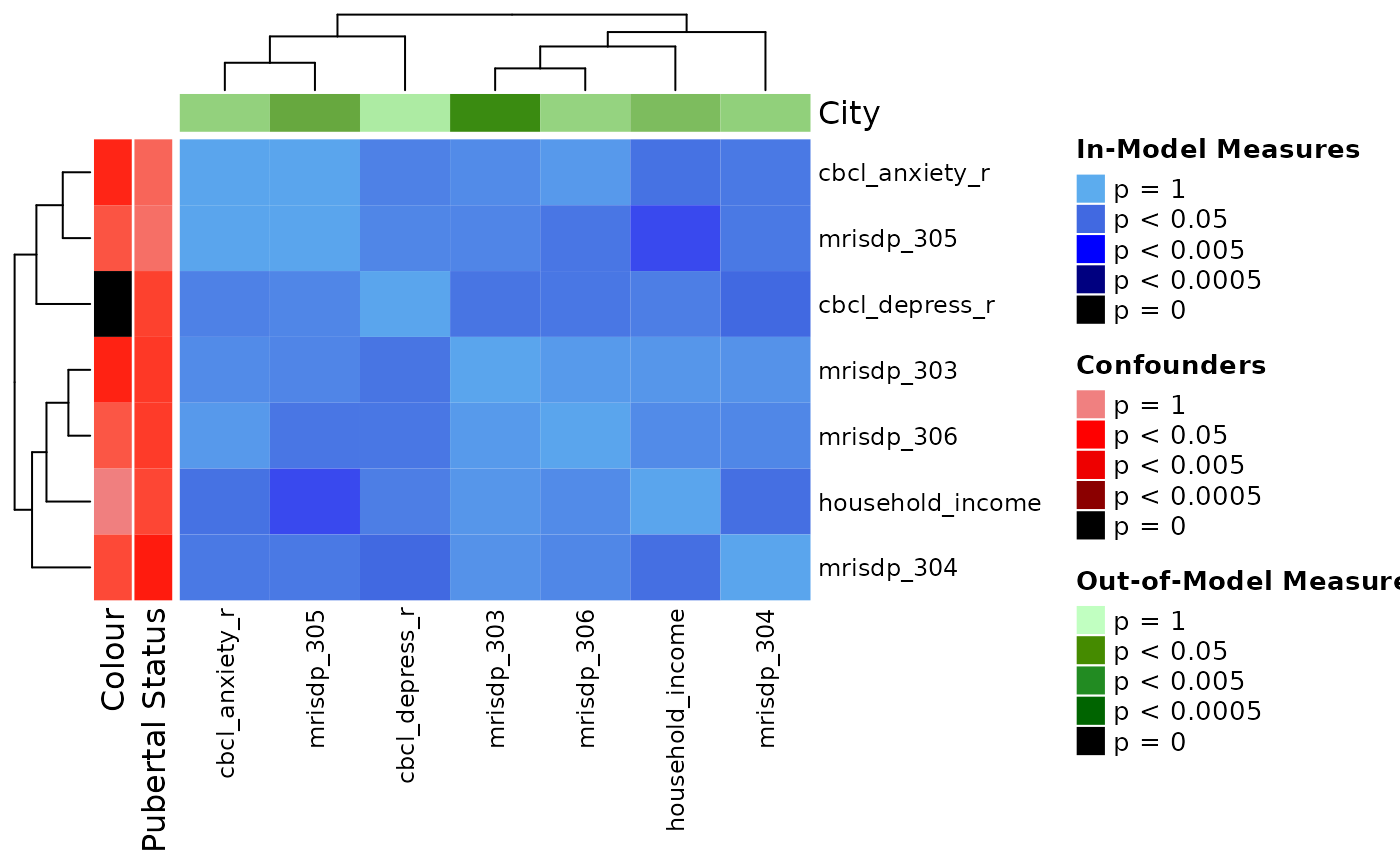 City
cbcl_anxiety_r
mrisdp_305
cbcl_depress_r
mrisdp_303
mrisdp_306
household_income
mrisdp_304
Colour
Pubertal Status
cbcl_anxiety_r
mrisdp_305
cbcl_depress_r
mrisdp_303
mrisdp_306
household_income
mrisdp_304
In-Model Measures
p = 1
p < 0.05
p < 0.005
p < 0.0005
p = 0
Confounders
p = 1
p < 0.05
p < 0.005
p < 0.0005
p = 0
Out-of-Model Measure
p = 1
p < 0.05
p < 0.005
p < 0.0005
p = 0